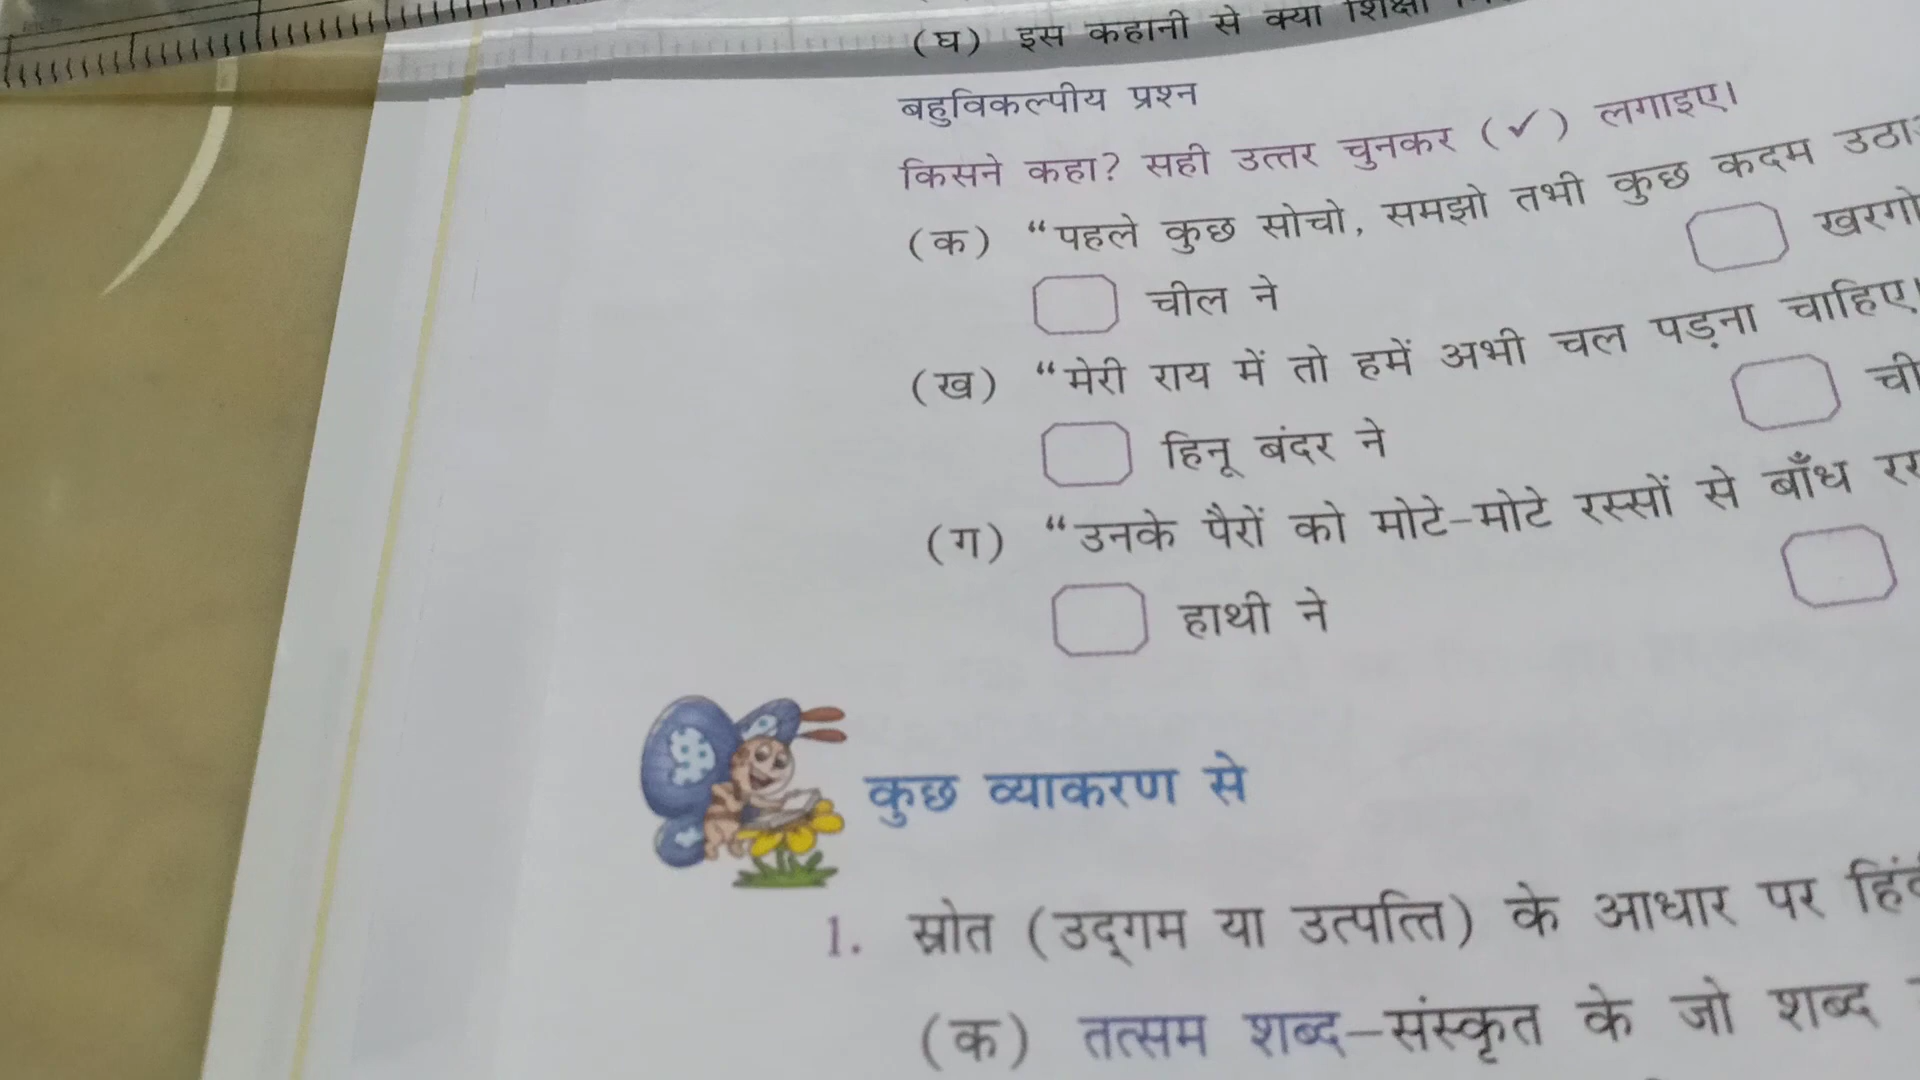 (घ) इस कहानी से क्या शिक्षा
बहुविकल्पीय प्रश्न
किसने कहा? सही उत्तर चुनकर (✓) लगाइए।
(क) “पहले कुछ सोचो, समझो तभी कुछ कदम
चील ने
(ख) “मेरी राय में तो हमें अभी चल पड़ना चाहिए।
हिनू बंदर ने
(ग) “उनके पैरों को मोटे-मोटे रस्सों से बाँध
हाथी ने
कुछ व्याकरण से
1. स्रोत (उद्गम या उत्पत्ति) के आधार पर
(क) तत्सम शब्द–संस्कृत के जो शब्द